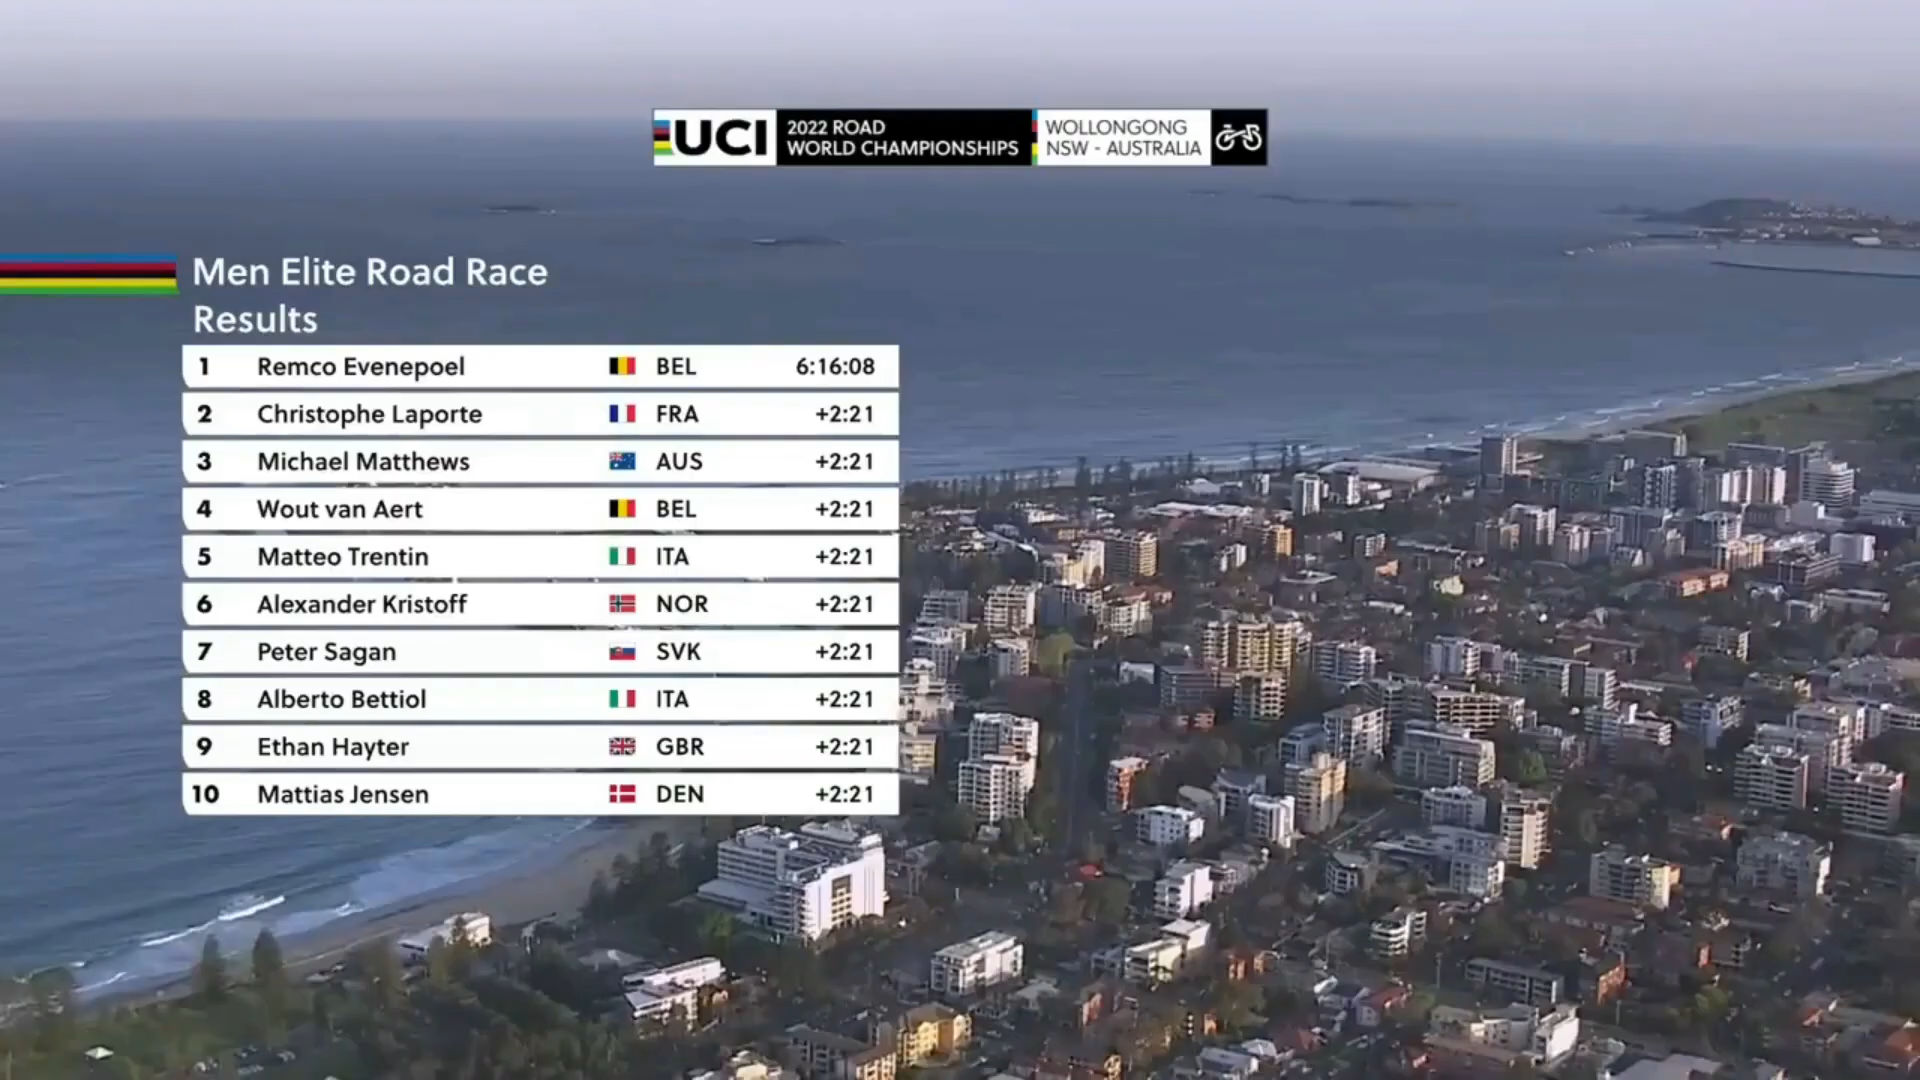 UCI
2022 ROAD
WORLD CHAMPIONSHIPS
WOLLONGONG
NSW - AUSTRALIA
Men Elite Road Race
Results
1 Remco Evenepoel BEL 6:16:08
2 Christophe Laporte FRA +2:21
3 Michael Matthews AUS +2:21
4 Wout van Aert BEL +2:21
5 Matteo Trentin ITA +2:21
6 Alexander Kristoff NOR +2:21
7 Peter Sagan SVK +2:21
8 Alberto Bettiol ITA +2:21
9 Ethan Hayter GBR +2:21
10 Mattias Jensen DEN +2:21